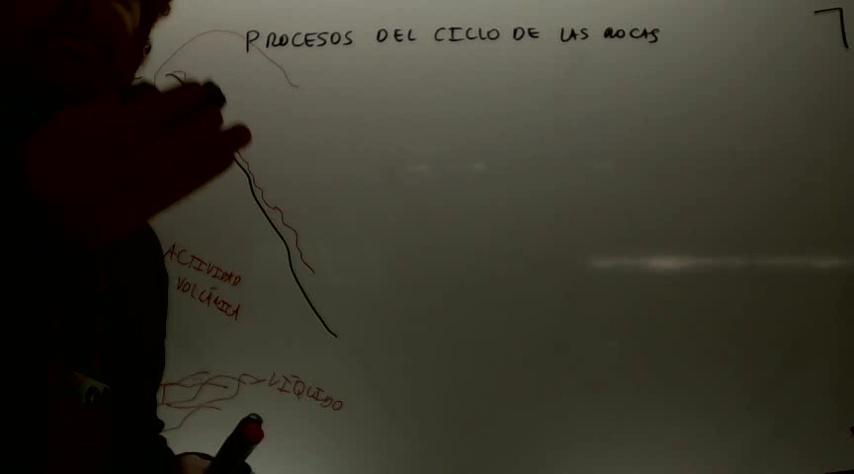 PROCESOS DEL CICLO DE LAS ROCAS
ACTIVIDAD
VOLCÁNICA
LÍQUIDO